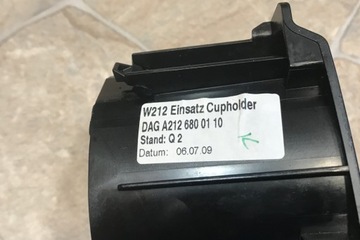 W212 Einsatz Cupholder
DAG A212 680 01 10
Stand: Q 2
Datum: 06.07.09